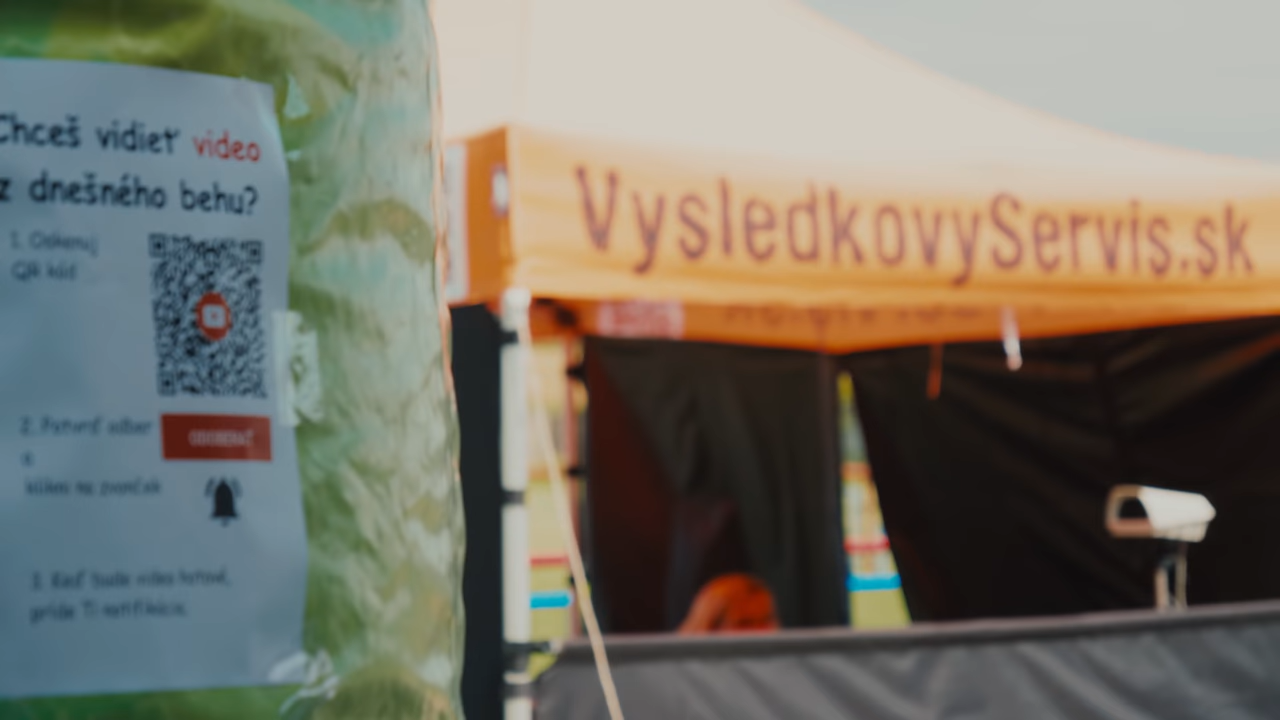 Chceš vidieť video
z dnešného behu?
1. Oskenuj
QR kód
2. Potvrď odber
a
klikni na zvonček
ODOBERAŤ
3. Keď bude video hotové,
príde Ti notifikácia.
VysledkovyServis.sk